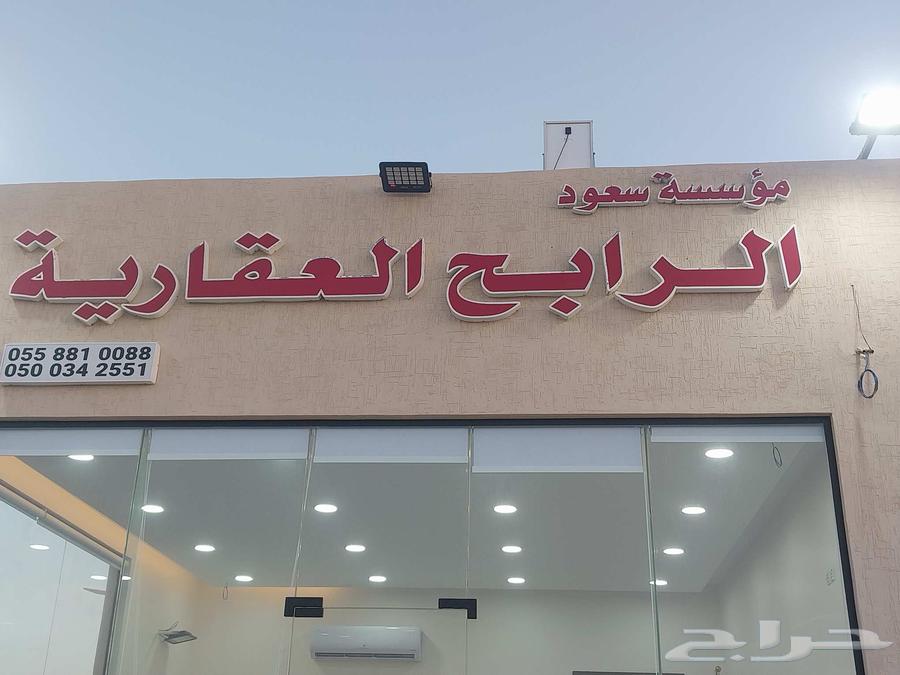 مؤسسة سعود
الرابح العقارية
055 881 0088
050 034 2551
حراج